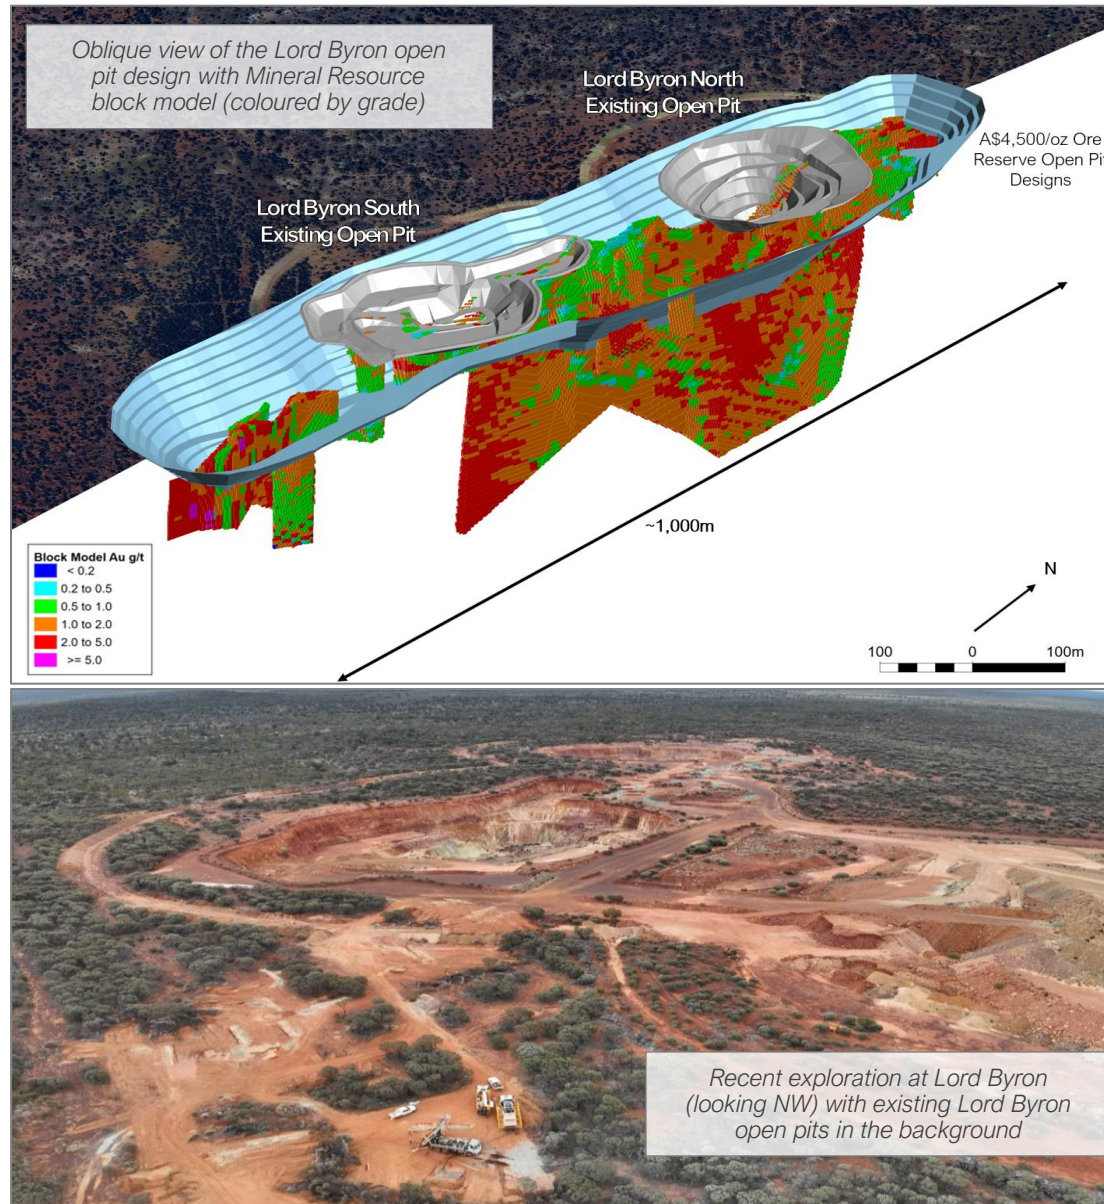 Oblique view of the Lord Byron open
pit design with Mineral Resource
block model (coloured by grade)
Lord Byron North
Existing Open Pit
A$4,500/oz Ore
Reserve Open Pit
Designs
Lord Byron South
Existing Open Pit
~1,000m
Block Model Au g/t
< 0.2
0.2 to 0.5
0.5 to 1.0
1.0 to 2.0
2.0 to 5.0
>= 5.0
N
100 0 100m
Recent exploration at Lord Byron
(looking NW) with existing Lord Byron
open pits in the background